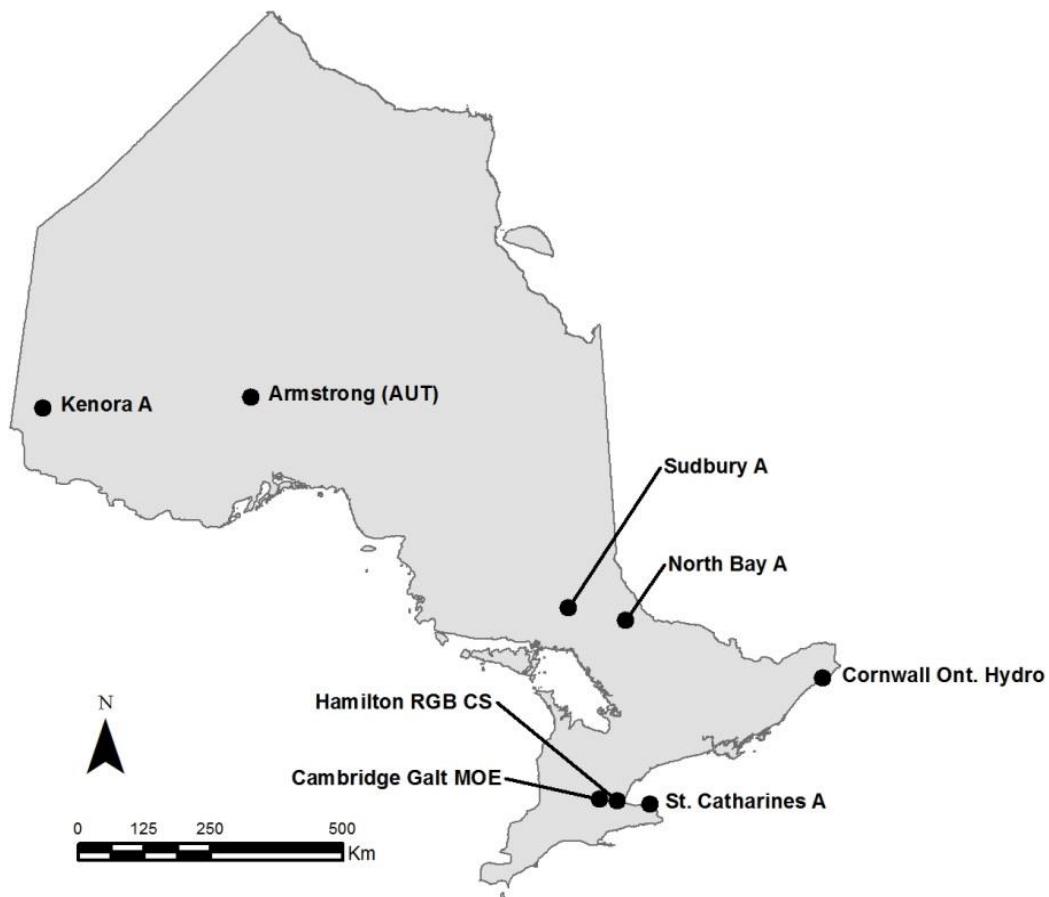 Kenora A
Armstrong (AUT)
Sudbury A
North Bay A
Cornwall Ont. Hydro
Hamilton RGB CS
Cambridge Galt MOE
St. Catharines A
N
0 125 250 500
Km